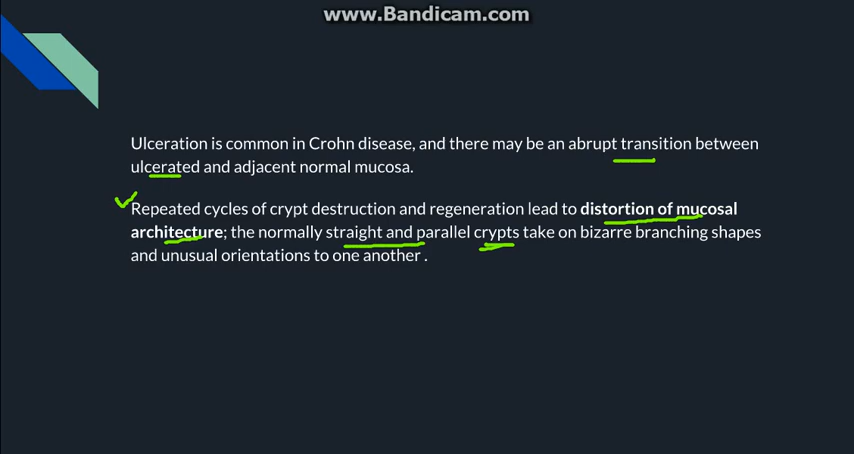 www.Bandicam.com
Ulceration is common in Crohn disease, and there may be an abrupt transition between
ulcerated and adjacent normal mucosa.
Repeated cycles of crypt destruction and regeneration lead to distortion of mucosal
architecture; the normally straight and parallel crypts take on bizarre branching shapes
and unusual orientations to one another .